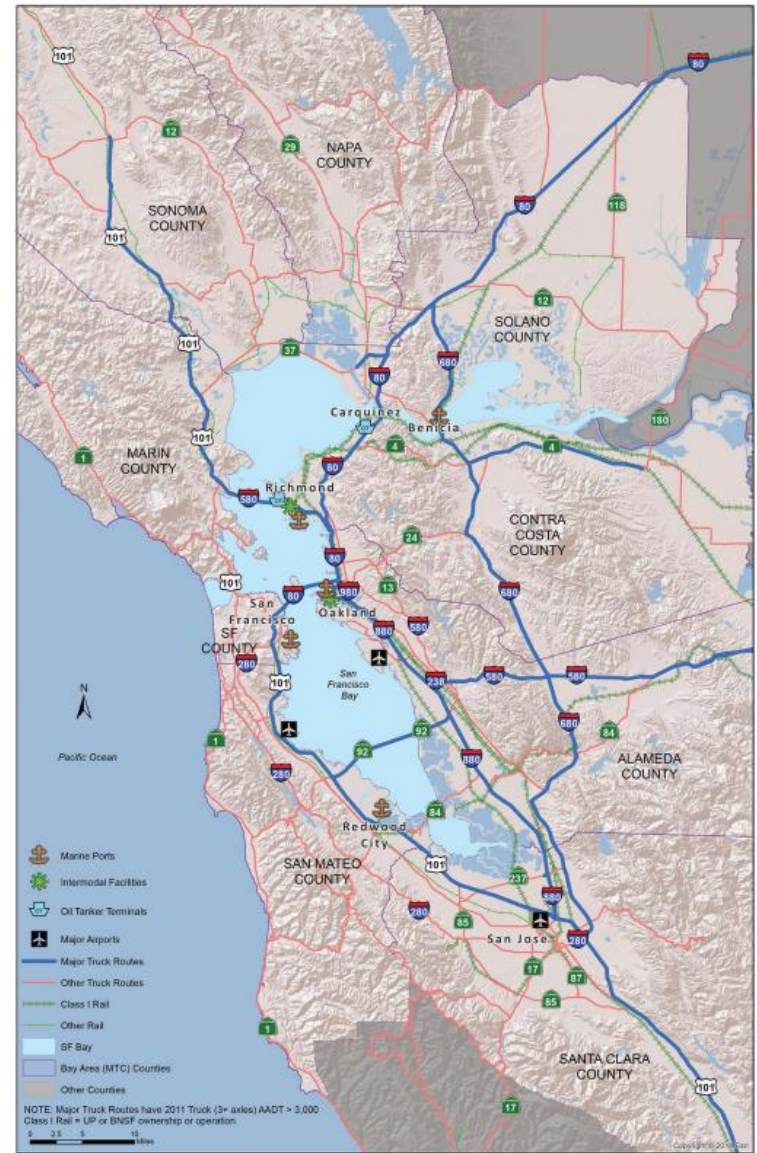 101
80
12
29
NAPA
COUNTY
SONOMA
COUNTY
80
118
101
12
SOLANO
COUNTY
101
37
680
80
Carquinez
Benicia
180
101
4
4
1
MARIN
COUNTY
80
Richmond
580
CONTRA
COSTA
COUNTY
24
80
101
80
980
13
680
San
Francisco
Oakland
SF
COUNTY
880
580
280
San
Francisco
Bay
101
238
580
580
N
680
1
92
92
84
Pacific Ocean
280
880
ALAMEDA
COUNTY
84
Redwood
City
SAN MATEO
COUNTY
101
237
280
85
San Jose
280
17
87
85
1
SANTA CLARA
COUNTY
101
17
Marine Ports
Intermodal Facilities
Oil Tanker Terminals
Major Airports
Major Truck Routes
Other Truck Routes
Class I Rail
Other Rail
SF Bay
Bay Area (MTC) Counties
Other Counties
NOTE: Major Truck Routes have 2011 Truck (3+ axles) AADT > 3,000
Class I Rail = UP or BNSF ownership or operation
0 2.5 5 10
Miles